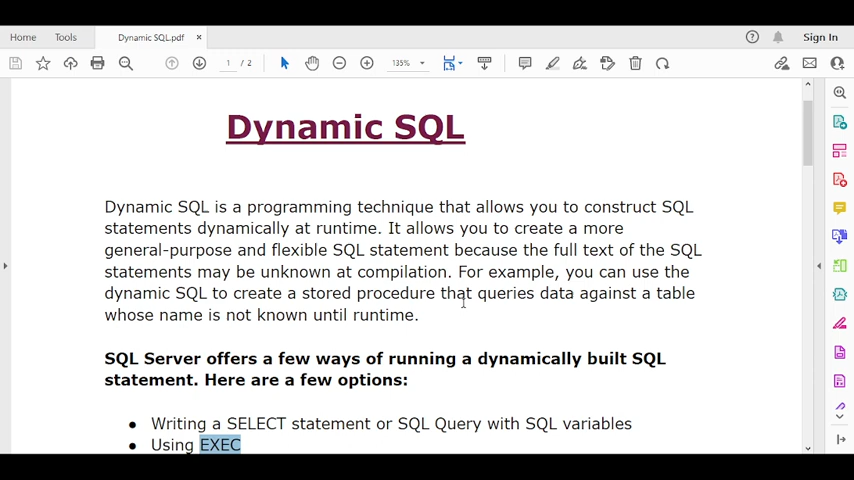 Home Tools Dynamic SQL.pdf × Sign In
1 / 2 135%
Dynamic SQL
Dynamic SQL is a programming technique that allows you to construct SQL
statements dynamically at runtime. It allows you to create a more
general-purpose and flexible SQL statement because the full text of the SQL
statements may be unknown at compilation. For example, you can use the
dynamic SQL to create a stored procedure that queries data against a table
whose name is not known until runtime.
SQL Server offers a few ways of running a dynamically built SQL
statement. Here are a few options:
● Writing a SELECT statement or SQL Query with SQL variables
● Using EXEC